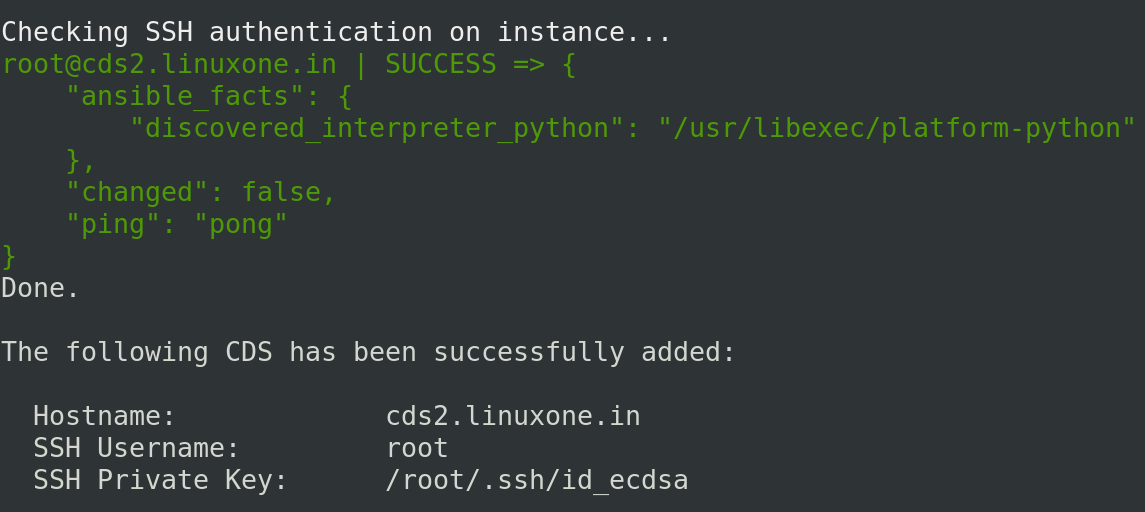 Checking SSH authentication on instance...
root@cds2.linuxone.in | SUCCESS => {
    "ansible_facts": {
        "discovered_interpreter_python": "/usr/libexec/platform-python"
    },
    "changed": false,
    "ping": "pong"
}
Done.

The following CDS has been successfully added:

  Hostname:             cds2.linuxone.in
  SSH Username:         root
  SSH Private Key:      /root/.ssh/id_ecdsa